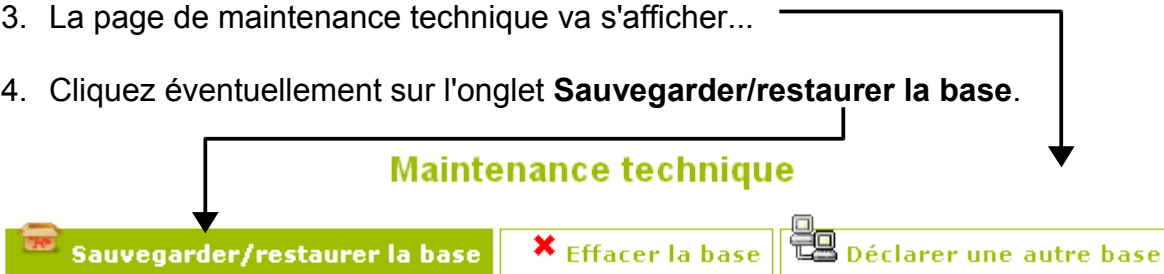 3. La page de maintenance technique va s'afficher...
4. Cliquez éventuellement sur l'onglet Sauvegarder/restaurer la base.
Maintenance technique
Sauvegarder/restaurer la base Effacer la base Déclarer une autre base